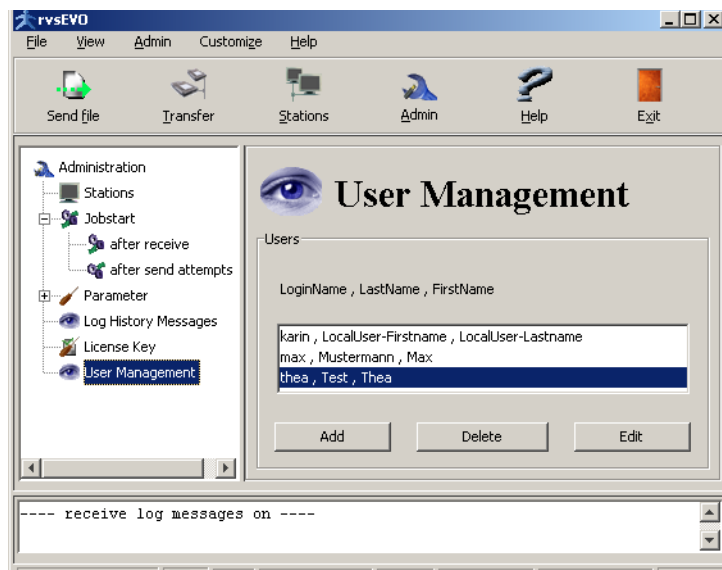 rvsEVO
File View Admin Customize Help
Send file Transfer Stations Admin Help Exit
Administration
Stations
Jobstart
after receive
after send attempts
Parameter
Log History Messages
License Key
User Management
User Management
Users
LoginName , LastName , FirstName
karin , LocalUser-Firstname , LocalUser-Lastname
max , Mustermann , Max
thea , Test , Thea
Add Delete Edit
---- receive log messages on ----